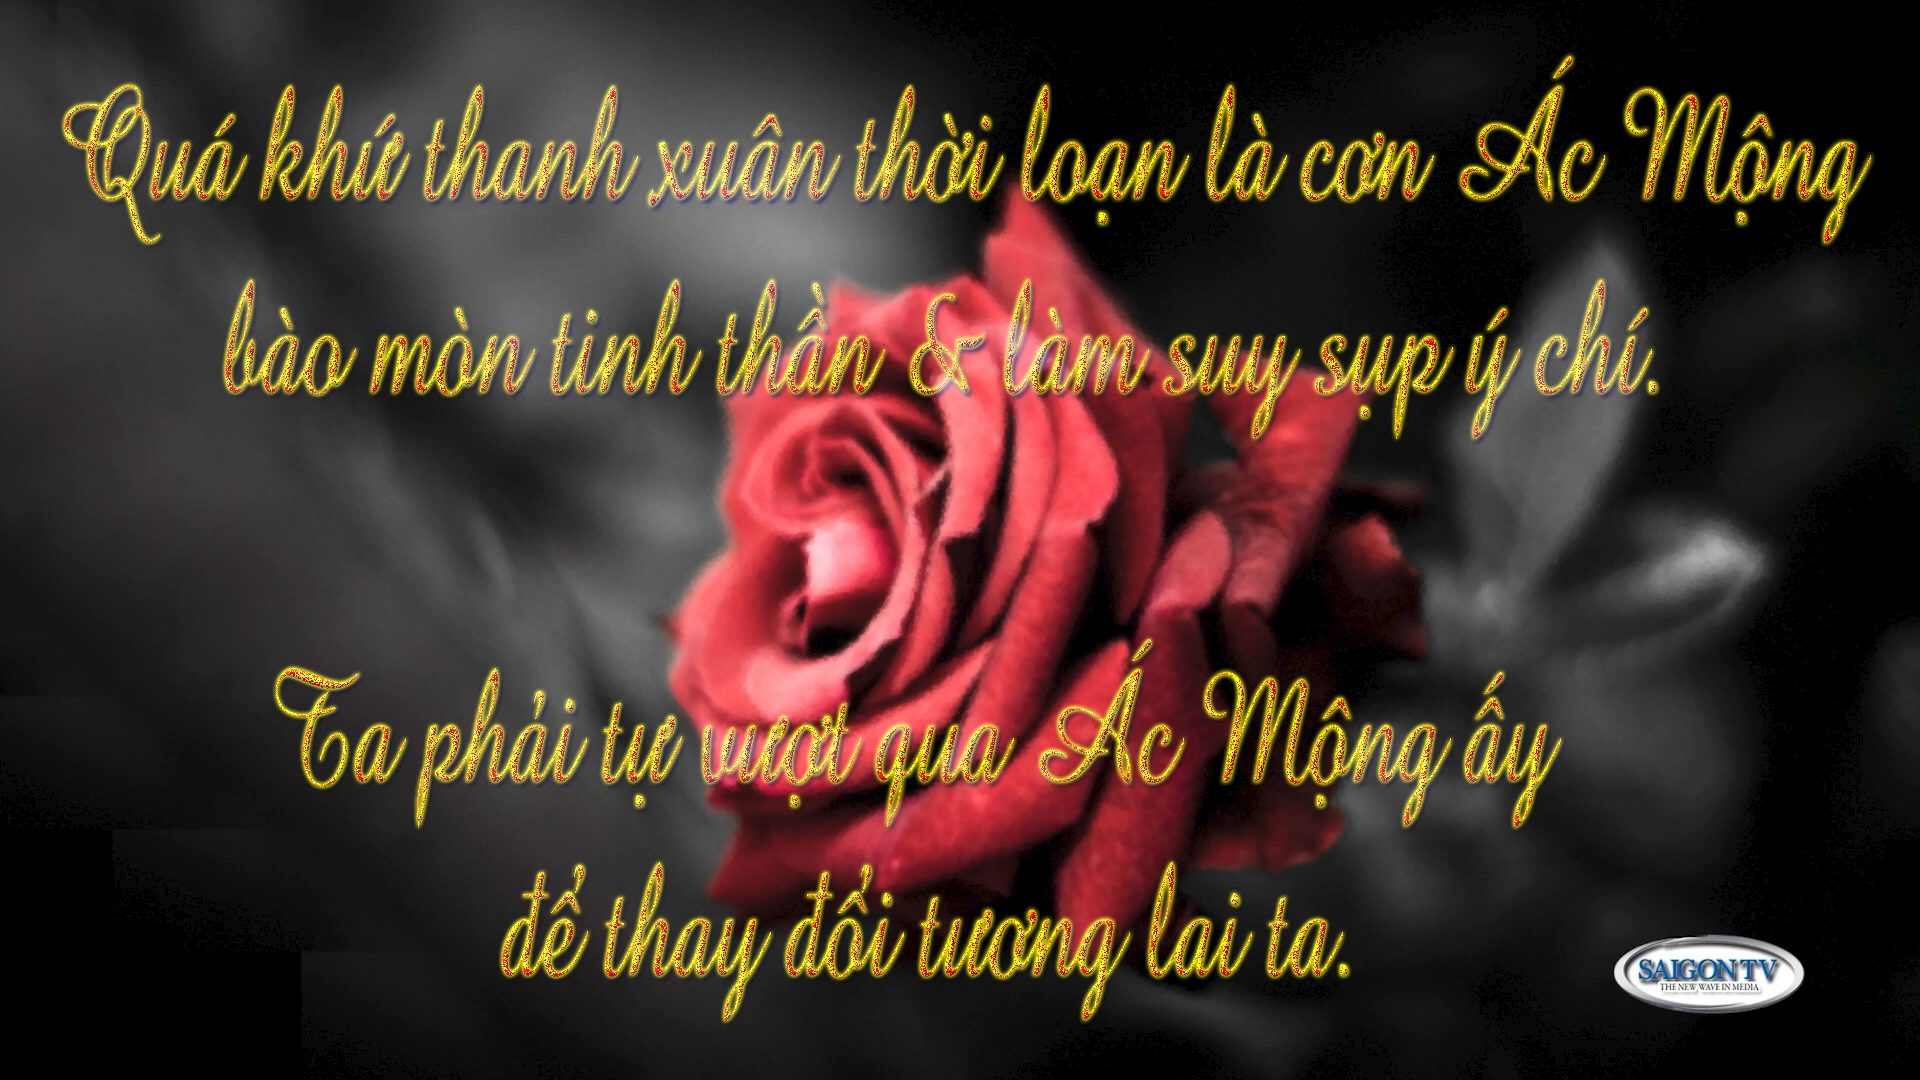 Quá khứ thanh xuân thời loạn là cơn Ác Mộng
bào mòn tinh thần & làm suy sụp ý chí.
Ta phải tự vượt qua Ác Mộng ấy
để thay đổi tương lai ta.
SAIGON TV
THE NEW WAVE IN MEDIA